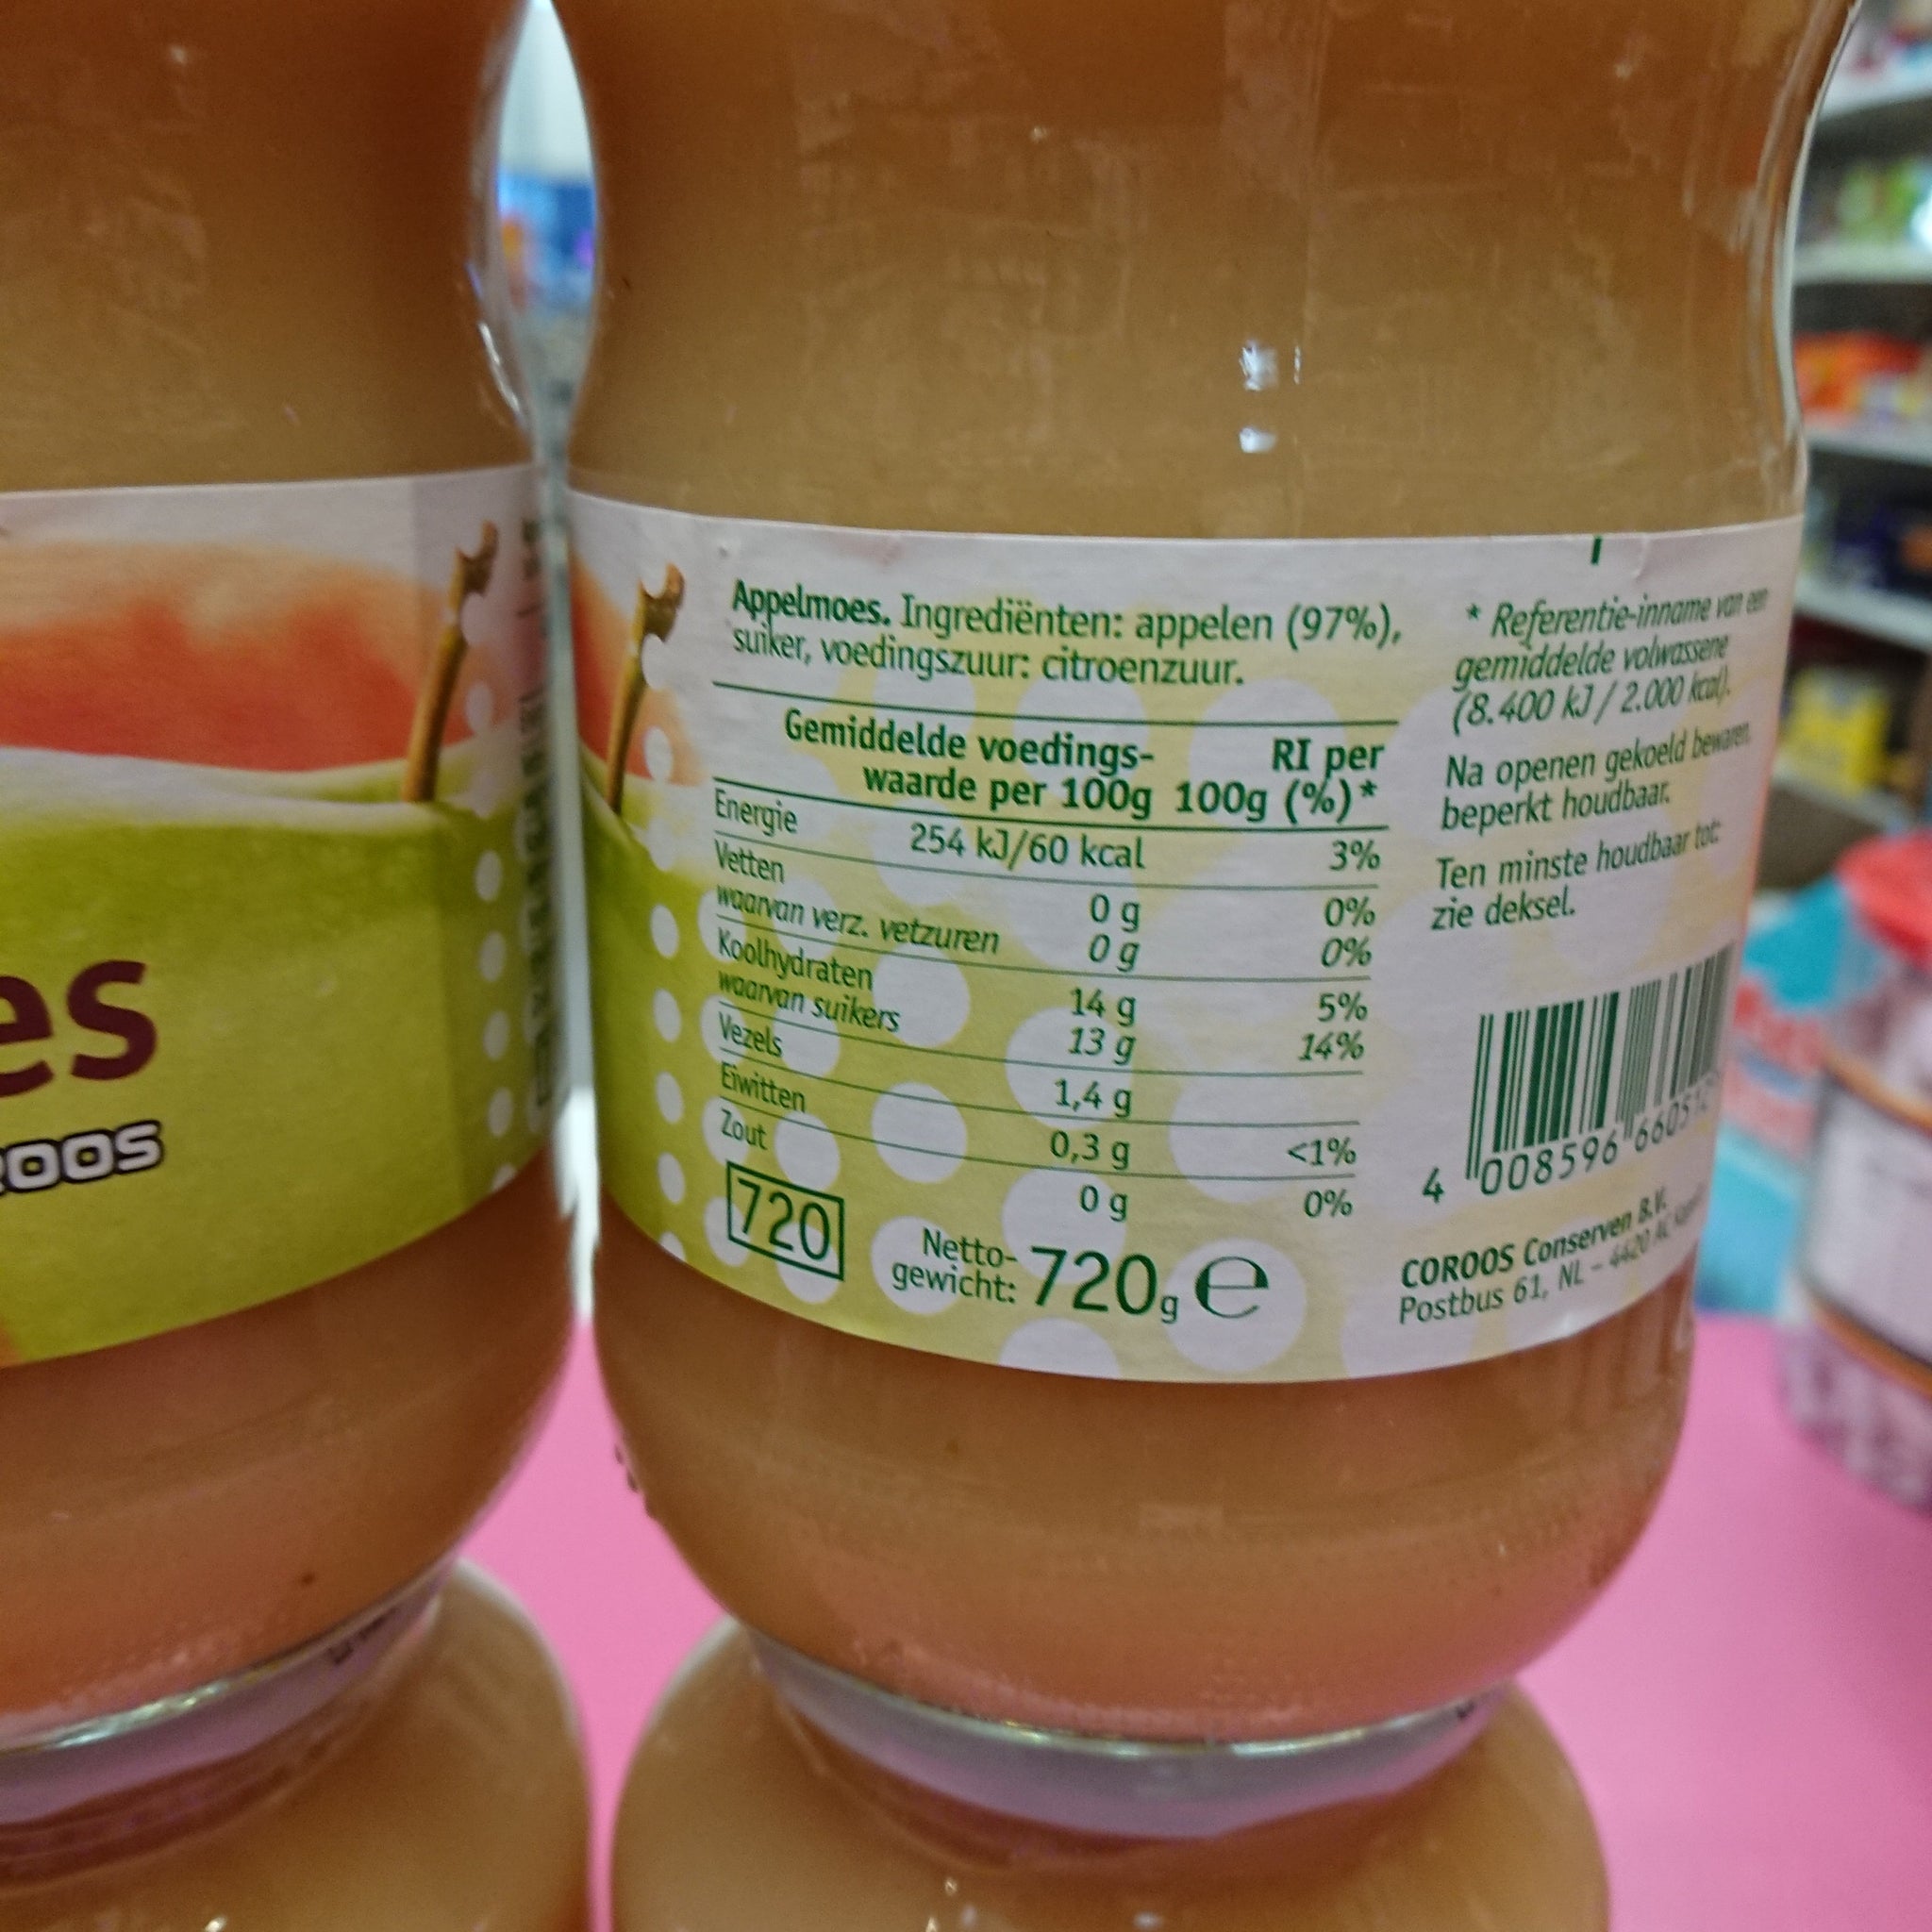 es
ROOS
Appelmoes. Ingrediënten: appelen (97%),
suiker, voedingszuur: citroenzuur.
Gemiddelde voedings-
waarde per 100g
RI per
100g (%)*
Energie 254 kJ/60 kcal 3%
Vetten 0 g 0%
waarvan verz. vetzuren 0 g 0%
Koolhydraten 14 g 5%
waarvan suikers 13 g 14%
Vezels 1,4 g
Eiwitten 0,3 g <1%
Zout 0 g 0%
720
Netto-
gewicht: 720g e
* Referentie-inname van een
gemiddelde volwassene
(8.400 kJ / 2.000 kcal).
Na openen gekoeld bewaren,
beperkt houdbaar.
Ten minste houdbaar tot:
zie deksel.
4 008596
COROOS Conserven B.V.
Postbus 61, NL – 4420 AC